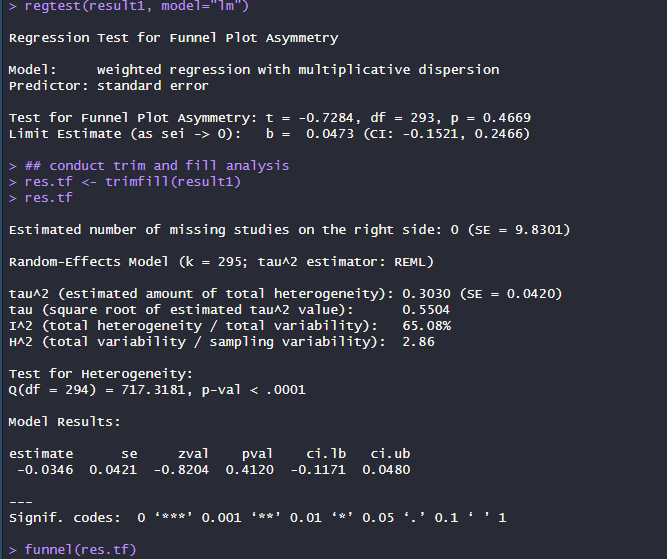 > regtest(result1, model="lm")
Regression Test for Funnel Plot Asymmetry
Model:     weighted regression with multiplicative dispersion
Predictor: standard error
Test for Funnel Plot Asymmetry: t = -0.7284, df = 293, p = 0.4669
Limit Estimate (as sei -> 0):   b =  0.0473 (CI: -0.1521, 0.2466)
> ## conduct trim and fill analysis
> res.tf <- trimfill(result1)
> res.tf
Estimated number of missing studies on the right side: 0 (SE = 9.8301)
Random-Effects Model (k = 295; tau^2 estimator: REML)
tau^2 (estimated amount of total heterogeneity): 0.3030 (SE = 0.0420)
tau (square root of estimated tau^2 value):      0.5504
I^2 (total heterogeneity / total variability):   65.08%
H^2 (total variability / sampling variability):  2.86
Test for Heterogeneity:
Q(df = 294) = 717.3181, p-val < .0001
Model Results:
estimate      se     zval    pval    ci.lb   ci.ub
 -0.0346  0.0421  -0.8204  0.4120  -0.1171  0.0480
---
Signif. codes:  0 ‘***’ 0.001 ‘**’ 0.01 ‘*’ 0.05 ‘.’ 0.1 ‘ ’ 1
> funnel(res.tf)